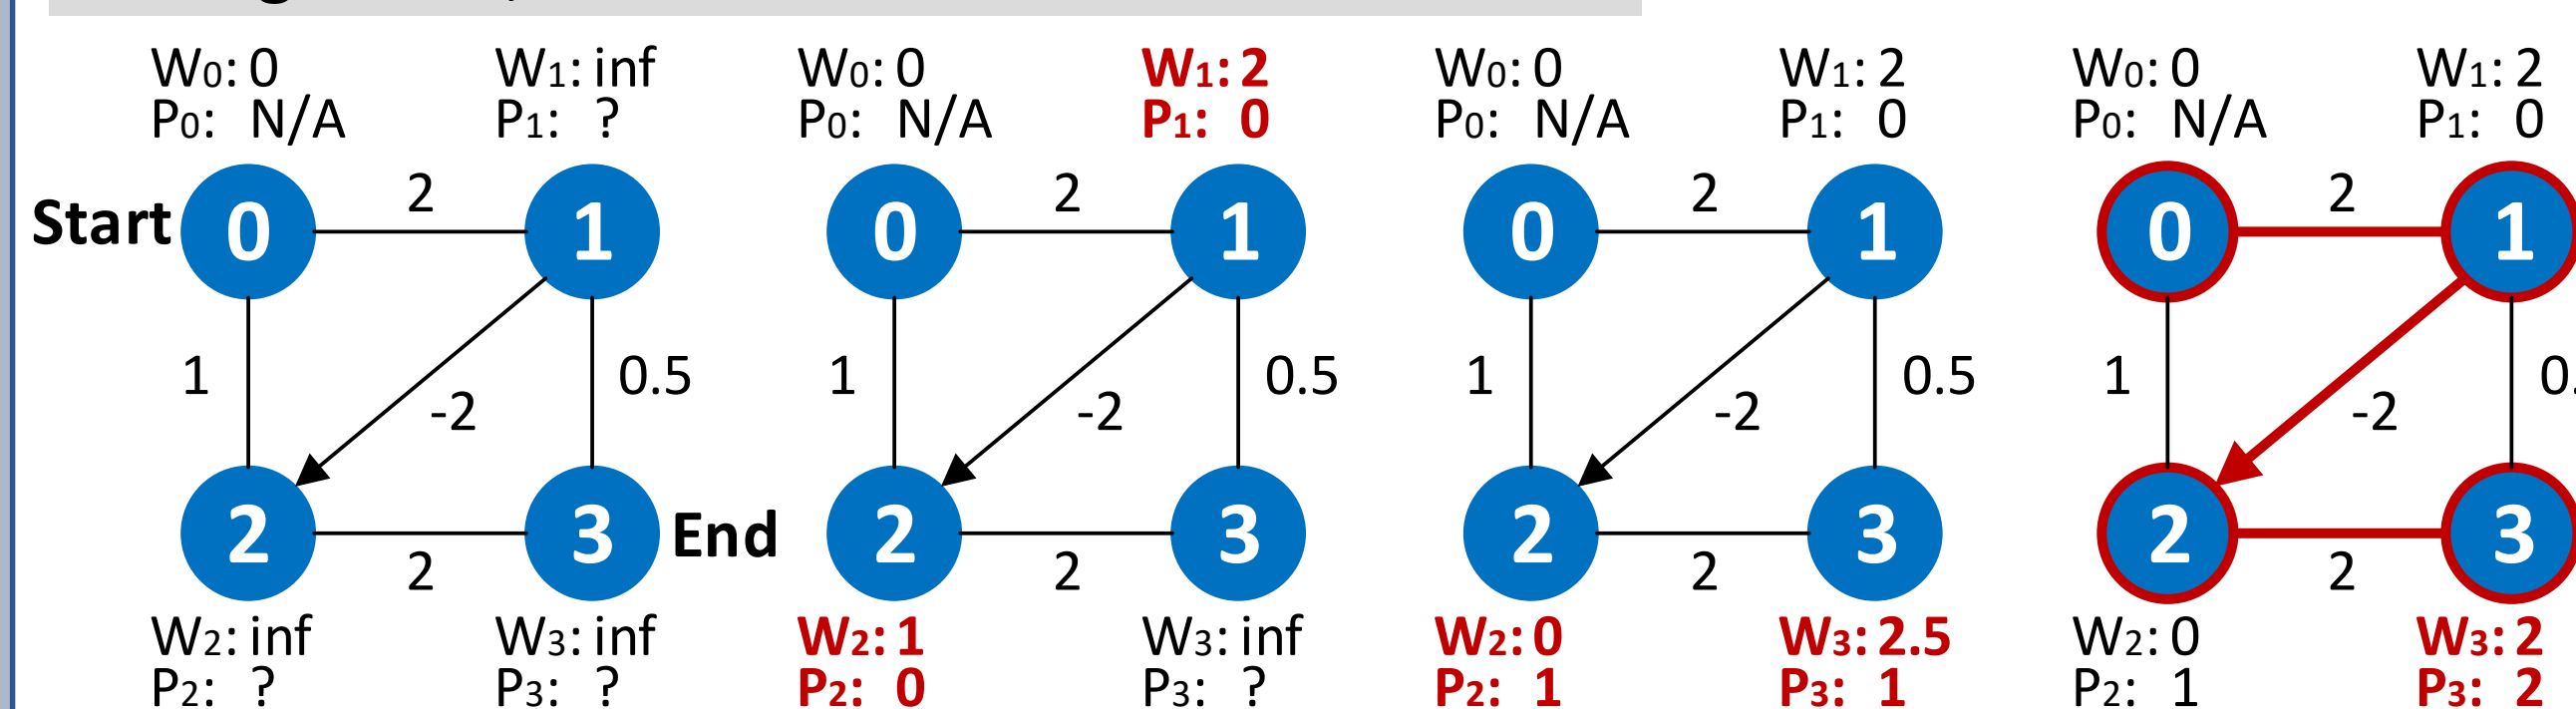 W0: 0 W1: inf W0: 0 W1: 2 W0: 0 W1: 2 W0: 0 W1: 2
P0: N/A P1: ? P0: N/A P1: 0 P0: N/A P1: 0 P0: N/A P1: 0
2 2 2 2
Start 0 1 0 1 0 1 0 1
1 0.5 1 0.5 1 0.5 1 0.
-2 -2 -2 -2
2 3 End 2 3 2 3 2 3
2 2 2 2
W2: inf W3: inf W2: 1 W3: inf W2: 0 W3: 2.5 W2: 0 W3: 2
P2: ? P3: ? P2: 0 P3: ? P2: 1 P3: 1 P2: 1 P3: 2